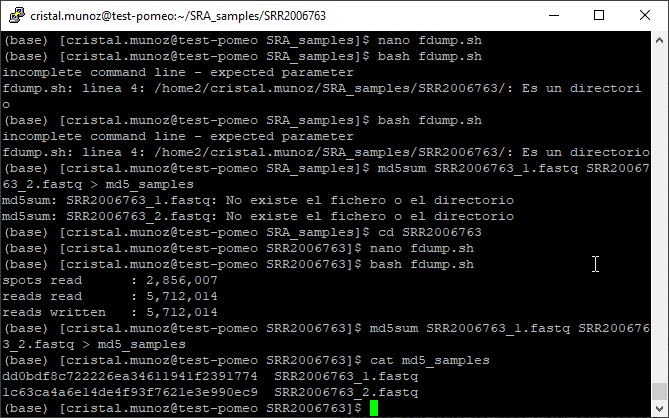 cristal.munoz@test-pomeo:~/SRA_samples/SRR2006763
(base) [cristal.munoz@test-pomeo SRA_samples]$ nano fdump.sh
(base) [cristal.munoz@test-pomeo SRA_samples]$ bash fdump.sh
incomplete command line - expected parameter
fdump.sh: línea 4: /home2/cristal.munoz/SRA_samples/SRR2006763/: Es un directori
o
(base) [cristal.munoz@test-pomeo SRA_samples]$ bash fdump.sh
incomplete command line - expected parameter
fdump.sh: línea 4: /home2/cristal.munoz/SRA_samples/SRR2006763/: Es un directorio
(base) [cristal.munoz@test-pomeo SRA_samples]$ md5sum SRR2006763_1.fastq SRR20067
63_2.fastq > md5_samples
md5sum: SRR2006763_1.fastq: No existe el fichero o el directorio
md5sum: SRR2006763_2.fastq: No existe el fichero o el directorio
(base) [cristal.munoz@test-pomeo SRA_samples]$ cd SRR2006763
(base) [cristal.munoz@test-pomeo SRR2006763]$ nano fdump.sh
(base) [cristal.munoz@test-pomeo SRR2006763]$ bash fdump.sh
spots read      : 2,856,007
reads read      : 5,712,014
reads written   : 5,712,014
(base) [cristal.munoz@test-pomeo SRR2006763]$ md5sum SRR2006763_1.fastq SRR200676
3_2.fastq > md5_samples
(base) [cristal.munoz@test-pomeo SRR2006763]$ cat md5_samples
dd0bdf8c722226ea34611941f2391774  SRR2006763_1.fastq
1c63ca4a6e14de4f93f7621e3e990ec9  SRR2006763_2.fastq
(base) [cristal.munoz@test-pomeo SRR2006763]$